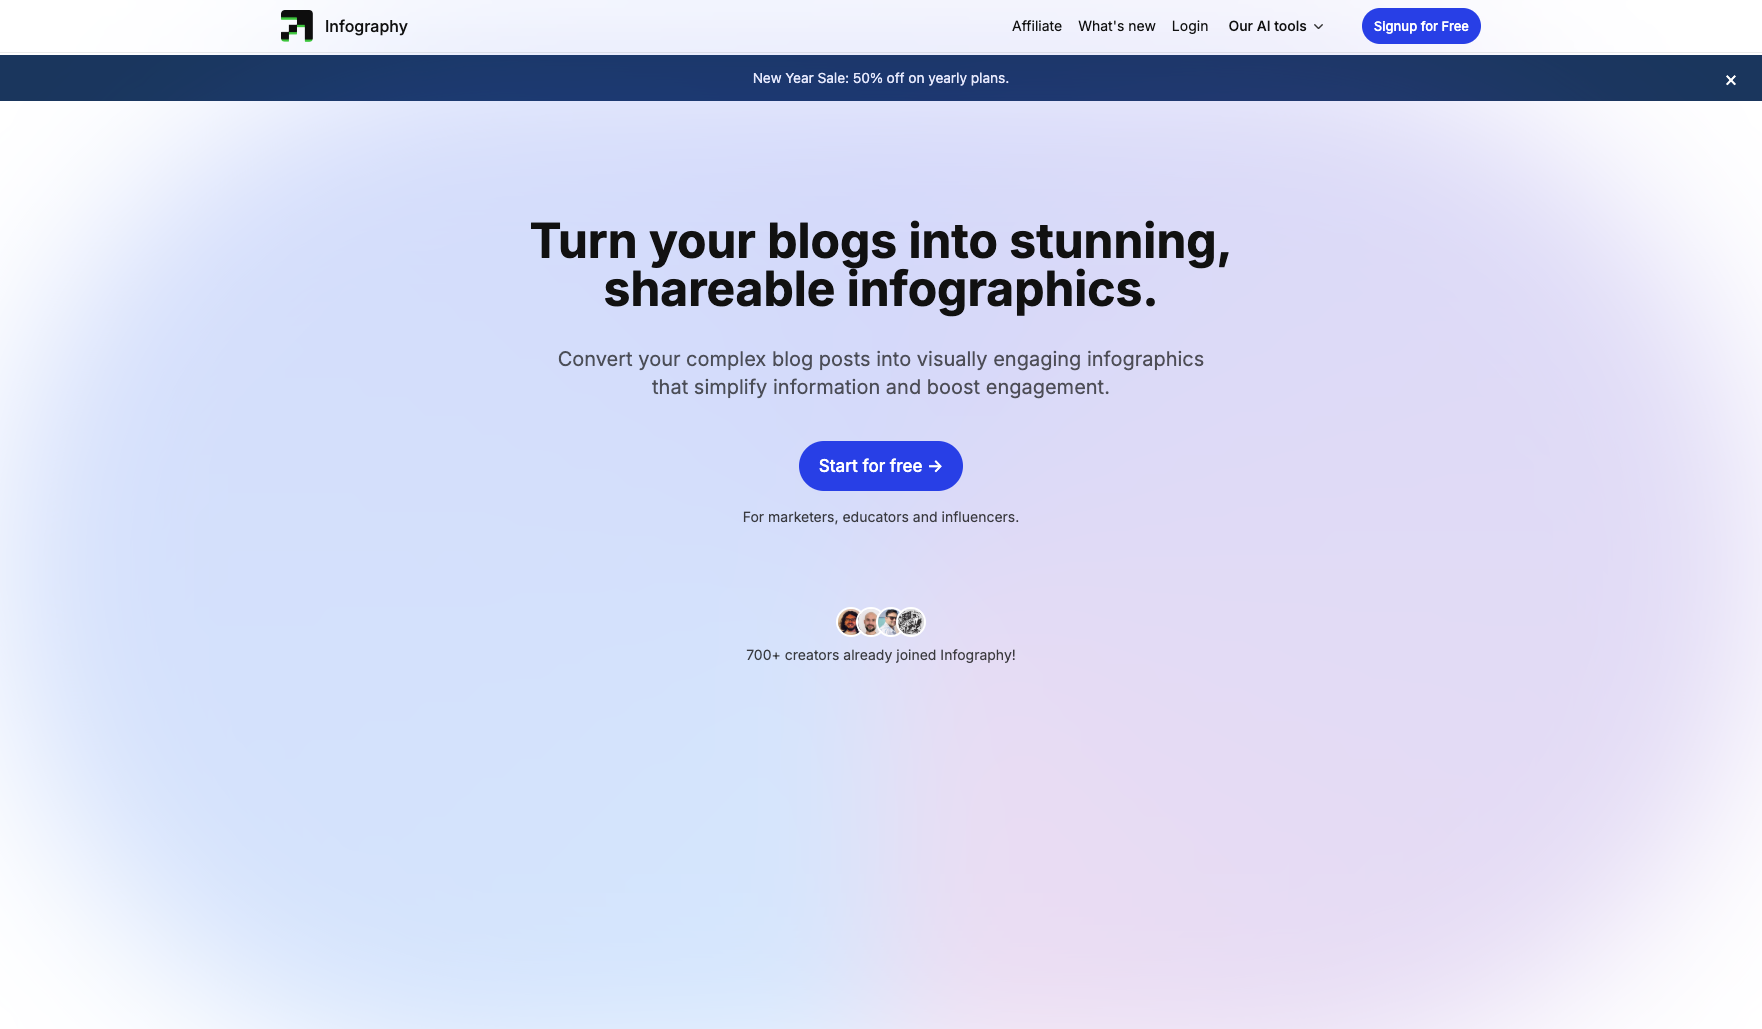 Infography
Affiliate
What's new
Login
Our AI tools
Signup for Free
New Year Sale: 50% off on yearly plans.
Turn your blogs into stunning,
shareable infographics.
Convert your complex blog posts into visually engaging infographics
that simplify information and boost engagement.
Start for free →
For marketers, educators and influencers.
700+ creators already joined Infography!